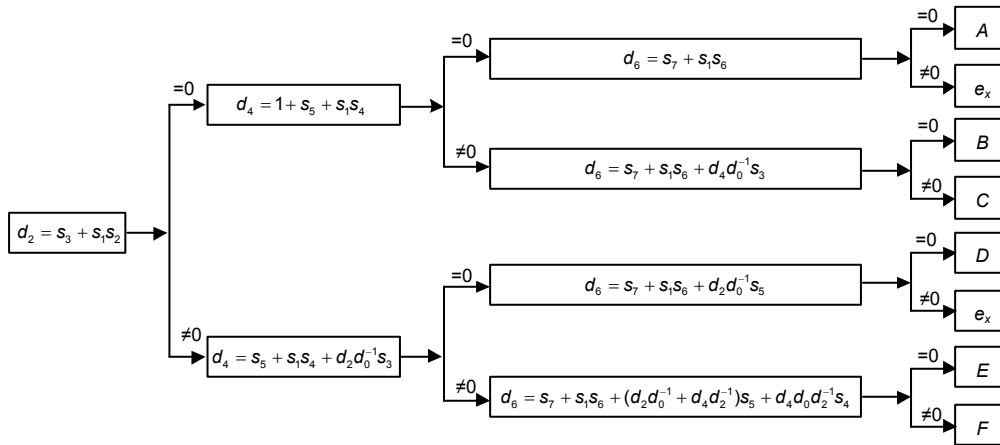 =0
A
=0
d₆ = s₇ + s₁s₆
≠0
eₓ
=0
d₄ = 1 + s₅ + s₁s₄
=0
B
≠0
d₆ = s₇ + s₁s₆ + d₄d₀⁻¹s₃
≠0
C
d₂ = s₃ + s₁s₂
=0
D
=0
d₆ = s₇ + s₁s₆ + d₂d₀⁻¹s₅
≠0
eₓ
≠0
d₄ = s₅ + s₁s₄ + d₂d₀⁻¹s₃
=0
E
≠0
d₆ = s₇ + s₁s₆ + (d₂d₀⁻¹ + d₄d₂⁻¹)s₅ + d₄d₀d₂⁻¹s₄
≠0
F